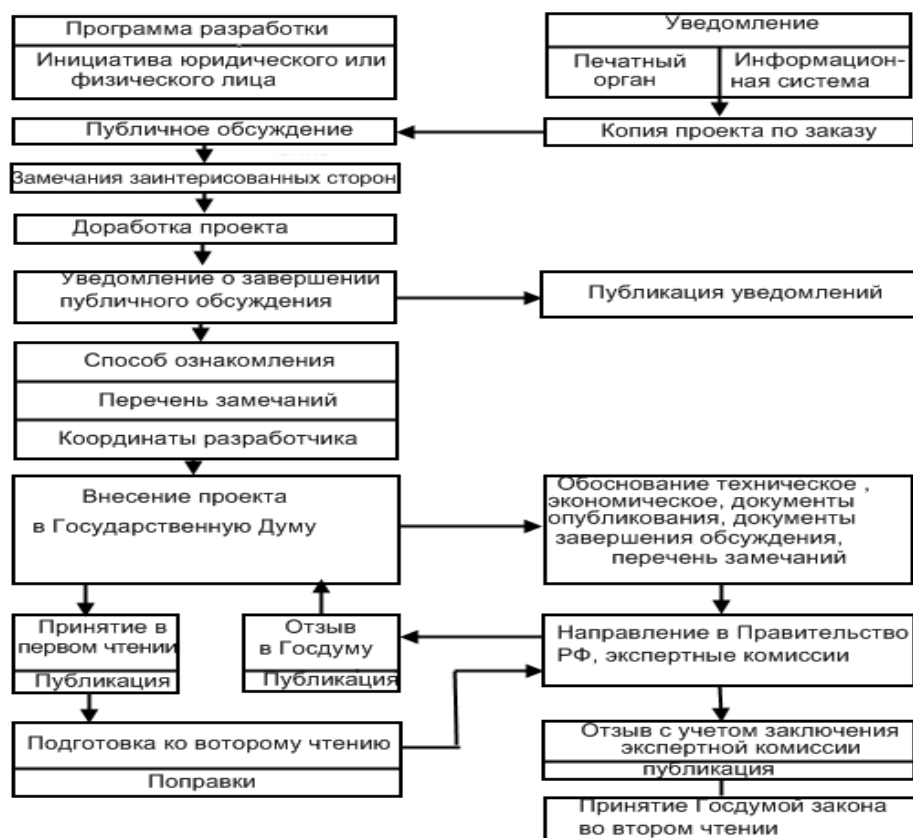 Программа разработки
Инициатива юридического или
физического лица
Уведомление
Печатный
орган
Информацион-
ная система
Публичное обсуждение
Копия проекта по заказу
Замечания заинтерисованных сторон
Доработка проекта
Уведомление о завершении
публичного обсуждения
Публикация уведомлений
Способ ознакомления
Перечень замечаний
Координаты разработчика
Внесение проекта
в Государственную Думу
Обоснование техническое ,
экономическое, документы
опубликования, документы
завершения обсуждения,
перечень замечаний
Принятие в
первом чтении
Публикация
Отзыв
в Госдуму
Публикация
Направление в Правительство
РФ, экспертные комиссии
Подготовка ко воторому чтению
Поправки
Отзыв с учетом заключения
экспертной комиссии
публикация
Принятие Госдумой закона
во втором чтении